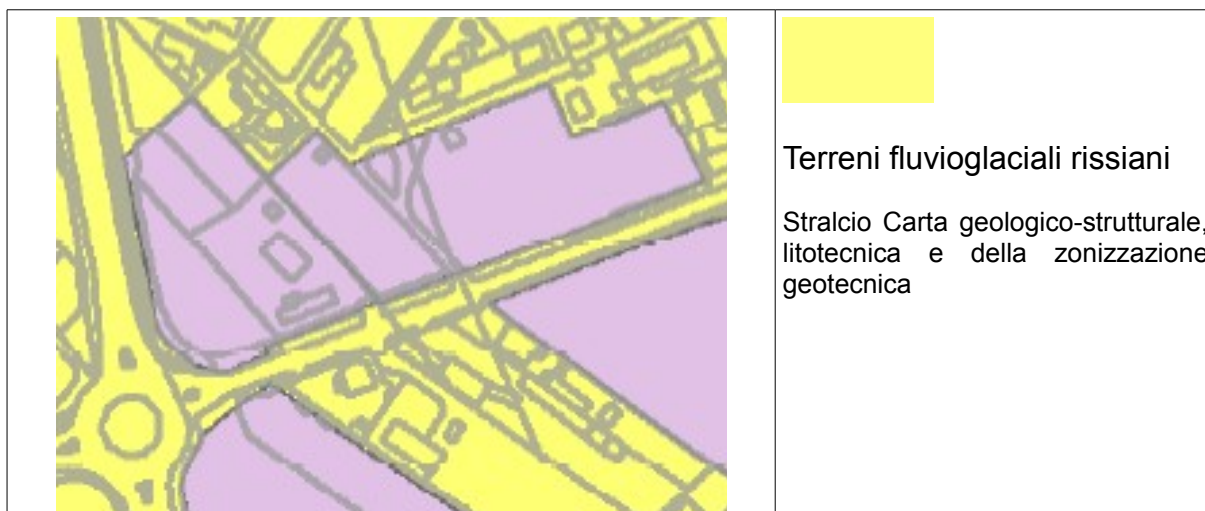 Terreni fluvioglaciali rissiani
Stralcio Carta geologico-strutturale,
litotecnica e della zonizzazione
geotecnica